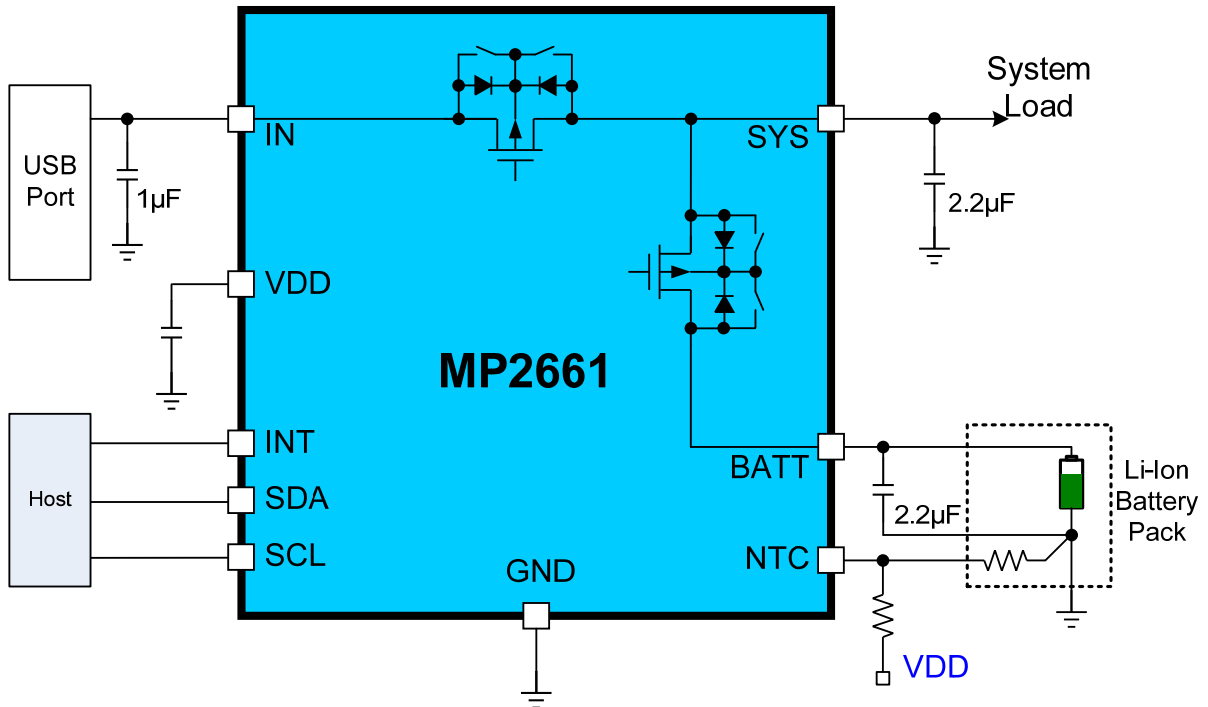 System
Load
USB
Port
IN
SYS
1µF
2.2µF
VDD
MP2661
Host
INT
SDA
SCL
BATT
2.2µF
NTC
GND
Li-Ion
Battery
Pack
VDD